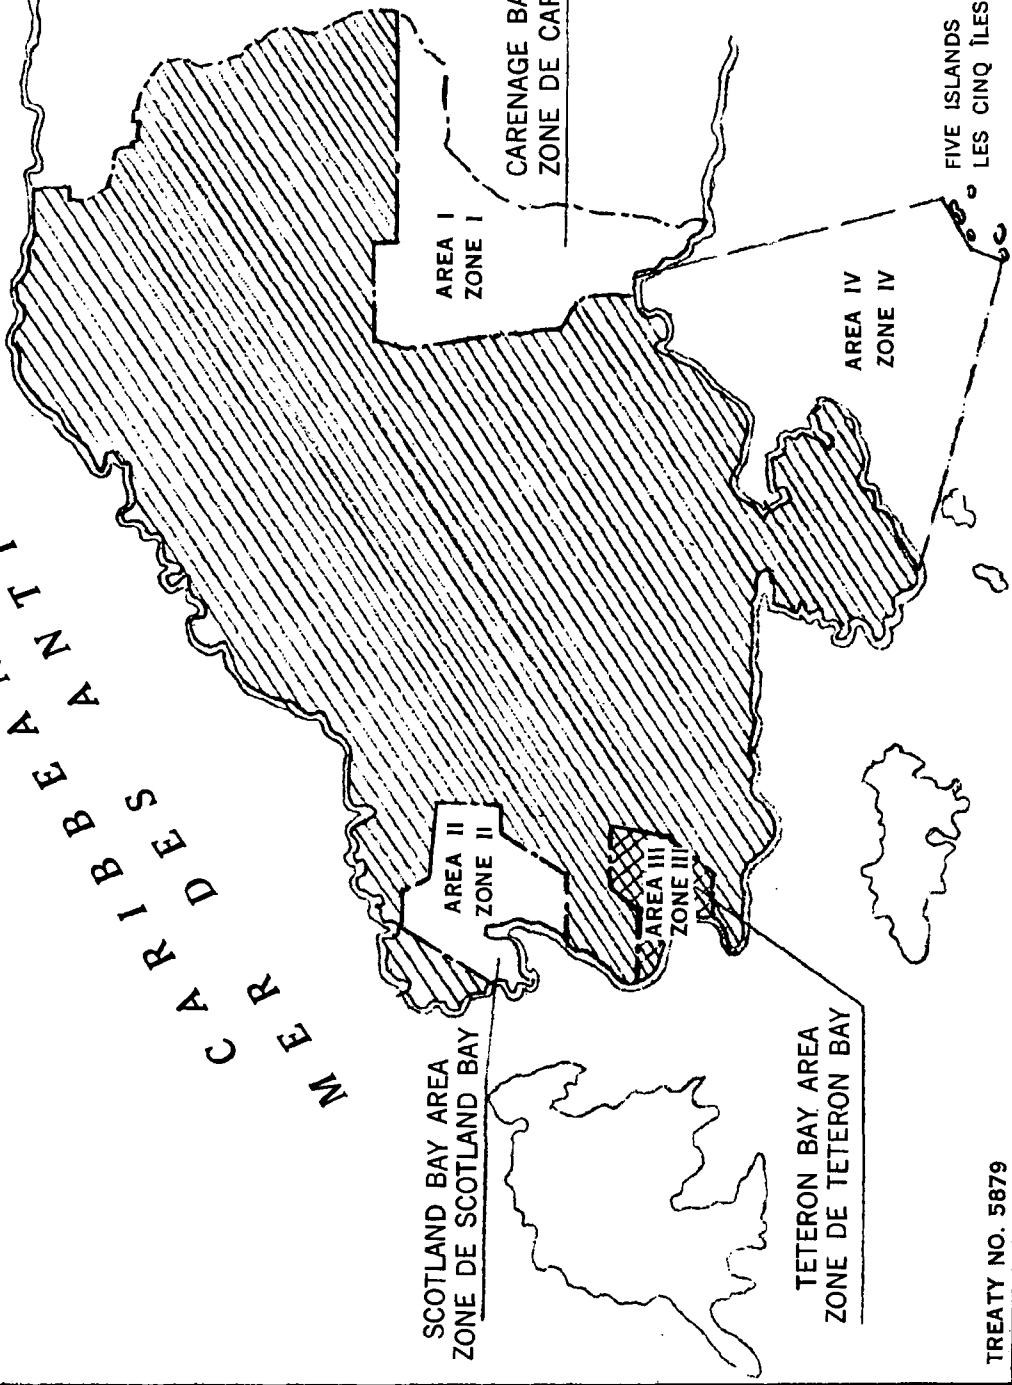 CARIBBEAN
MER DES ANTI
CARENAGE BA
ZONE DE CAR
AREA I
ZONE I
FIVE ISLANDS
LES CINQ ÎLES
AREA IV
ZONE IV
AREA II
ZONE II
AREA III
ZONE III
SCOTLAND BAY AREA
ZONE DE SCOTLAND BAY
TETERON BAY AREA
ZONE DE TETERON BAY
TREATY NO. 5879